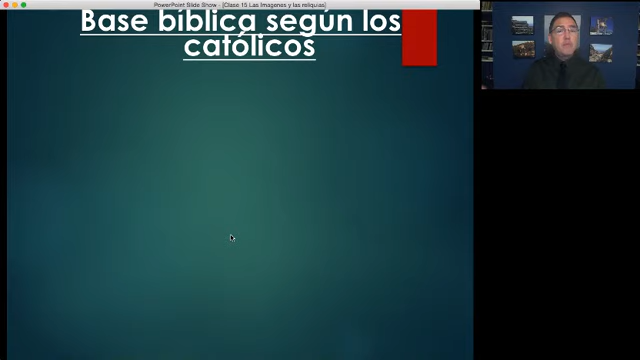 PowerPoint Slide Show - [Clase 15 Las Imagenes y las reliquias]
Base bíblica según los
católicos